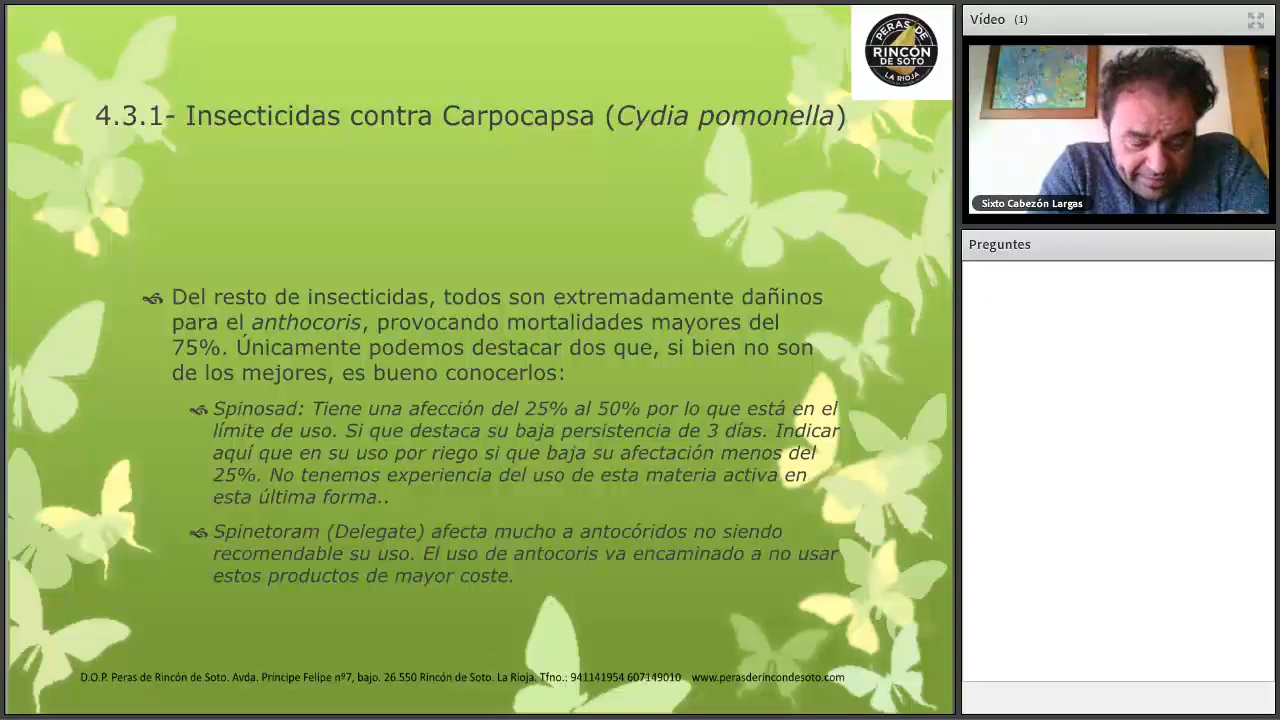 PERAS DE
RINCÓN
DE SOTO
LA RIOJA
4.3.1- Insecticidas contra Carpocapsa (Cydia pomonella)
Del resto de insecticidas, todos son extremadamente dañinos
para el anthocoris, provocando mortalidades mayores del
75%. Únicamente podemos destacar dos que, si bien no son
de los mejores, es bueno conocerlos:
Spinosad: Tiene una afección del 25% al 50% por lo que está en el
límite de uso. Si que destaca su baja persistencia de 3 días. Indicar
aquí que en su uso por riego si que baja su afectación menos del
25%. No tenemos experiencia del uso de esta materia activa en
esta última forma..
Spinetoram (Delegate) afecta mucho a antocóridos no siendo
recomendable su uso. El uso de antocoris va encaminado a no usar
estos productos de mayor coste.
D.O.P. Peras de Rincón de Soto. Avda. Príncipe Felipe nº7, bajo. 26.550 Rincón de Soto. La Rioja. Tfno.: 941141954 607149010 www.perasderincondesoto.com
Vídeo (1)
Sixto Cabezón Largas
Preguntes